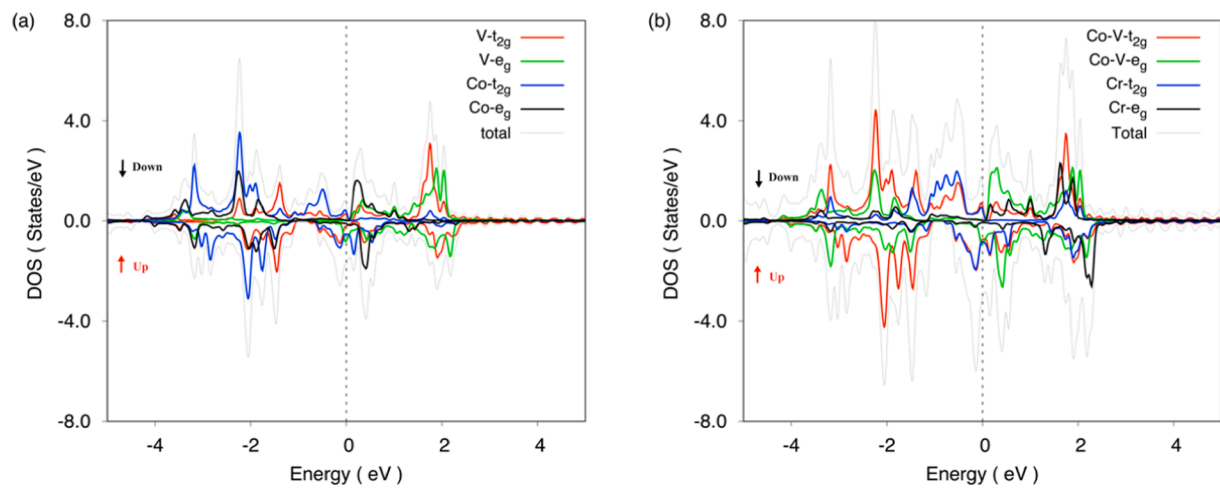 (a)
8.0
4.0
0.0
-4.0
-8.0
DOS ( States/eV)
V-t2g
V-eg
Co-t2g
Co-eg
total
↓ Down
↑ Up
-4 -2 0 2 4
Energy ( eV )
(b)
8.0
4.0
0.0
-4.0
-8.0
DOS ( States/eV)
Co-V-t2g
Co-V-eg
Cr-t2g
Cr-eg
Total
↓ Down
↑ Up
-4 -2 0 2 4
Energy ( eV )